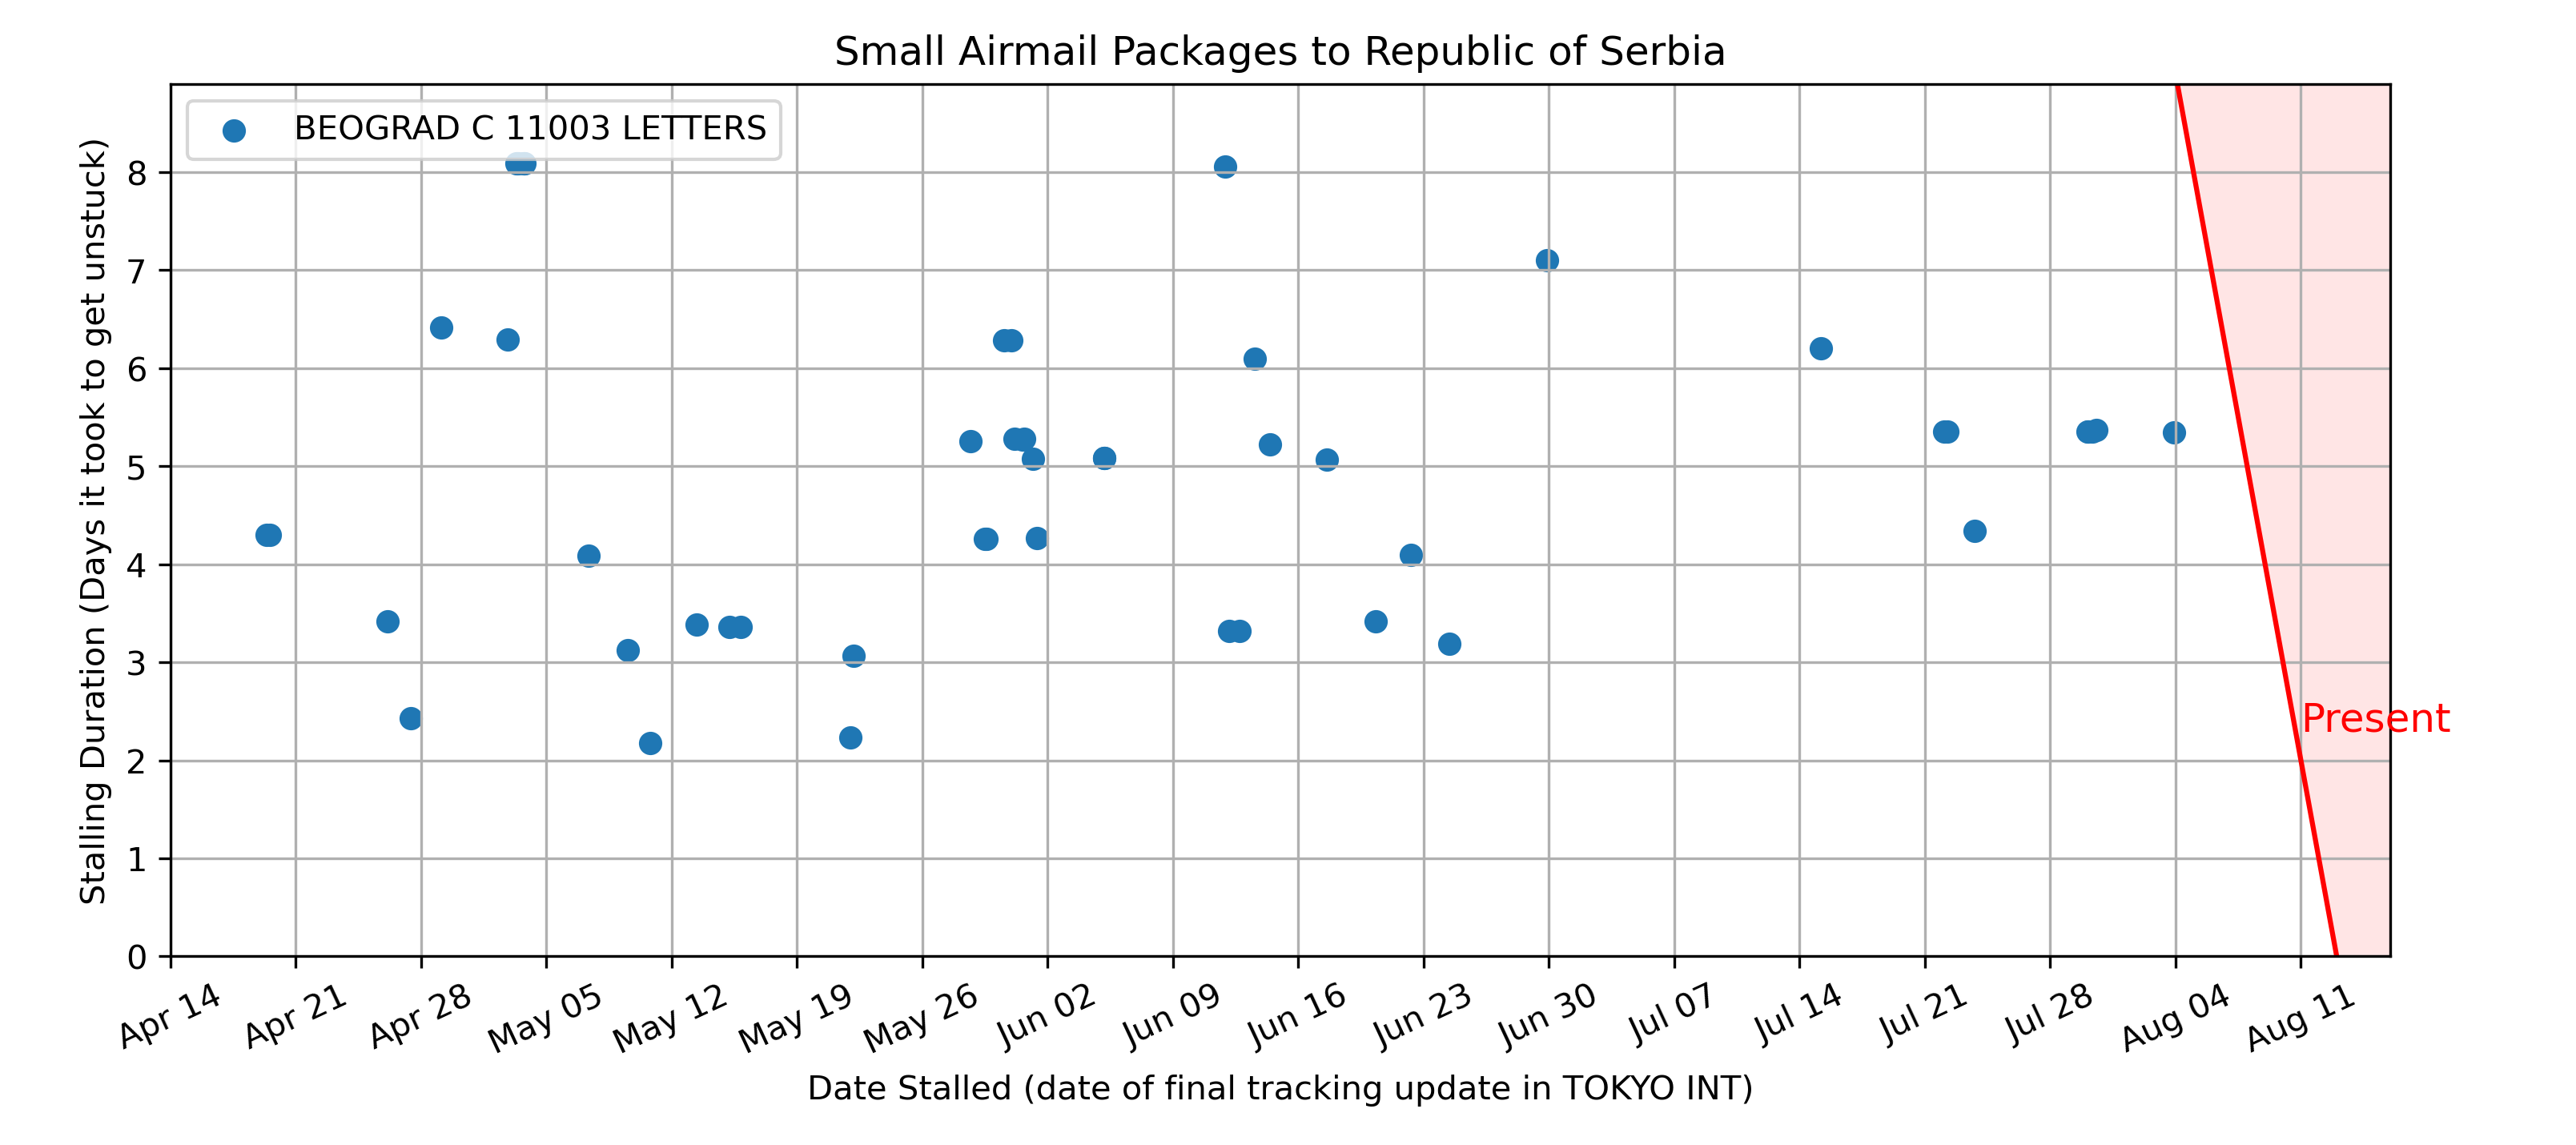 Small Airmail Packages to Republic of Serbia
BEOGRAD C 11003 LETTERS
Stalling Duration (Days it took to get unstuck)
8
7
6
5
4
3
2
1
0
Present
Apr 14
Apr 21
Apr 28
May 05
May 12
May 19
May 26
Jun 02
Jun 09
Jun 16
Jun 23
Jun 30
Jul 07
Jul 14
Jul 21
Jul 28
Aug 04
Aug 11
Date Stalled (date of final tracking update in TOKYO INT)